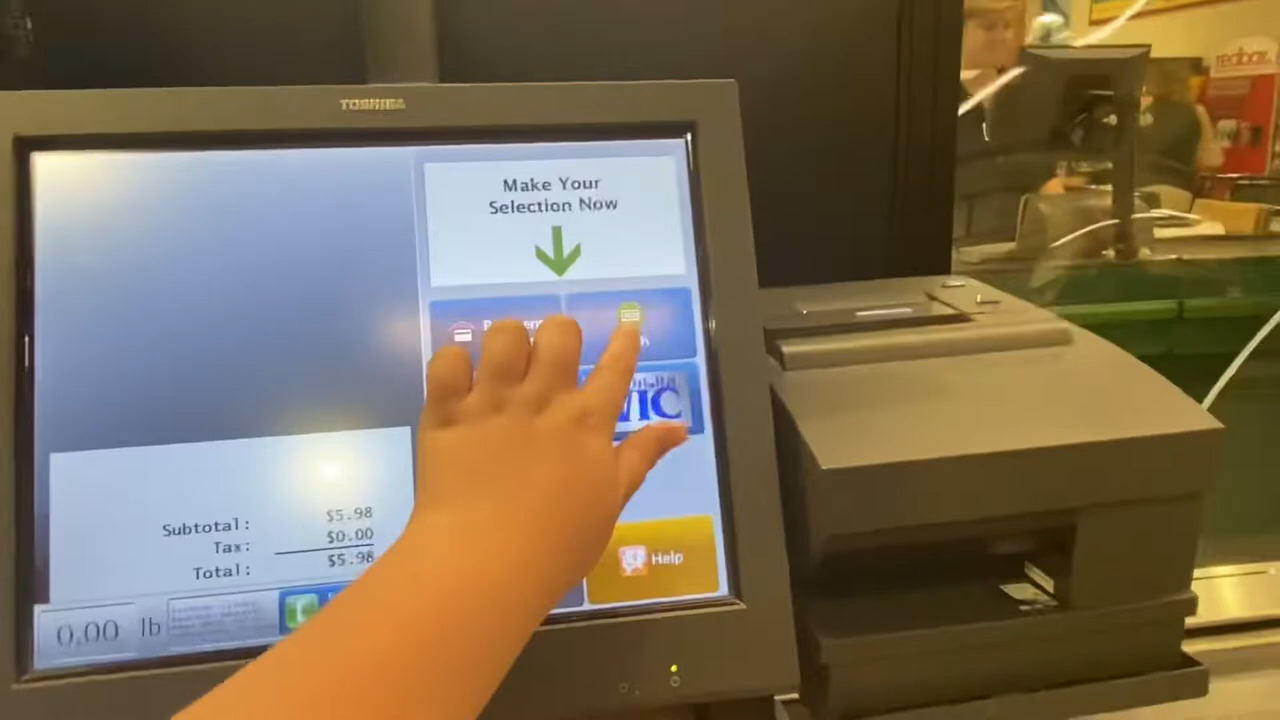 TOSHIBA
redbox
Make Your
Selection Now
WIC
Subtotal: $5.98
Tax: $0.00
Total: $5.98
Help
0.00 lb